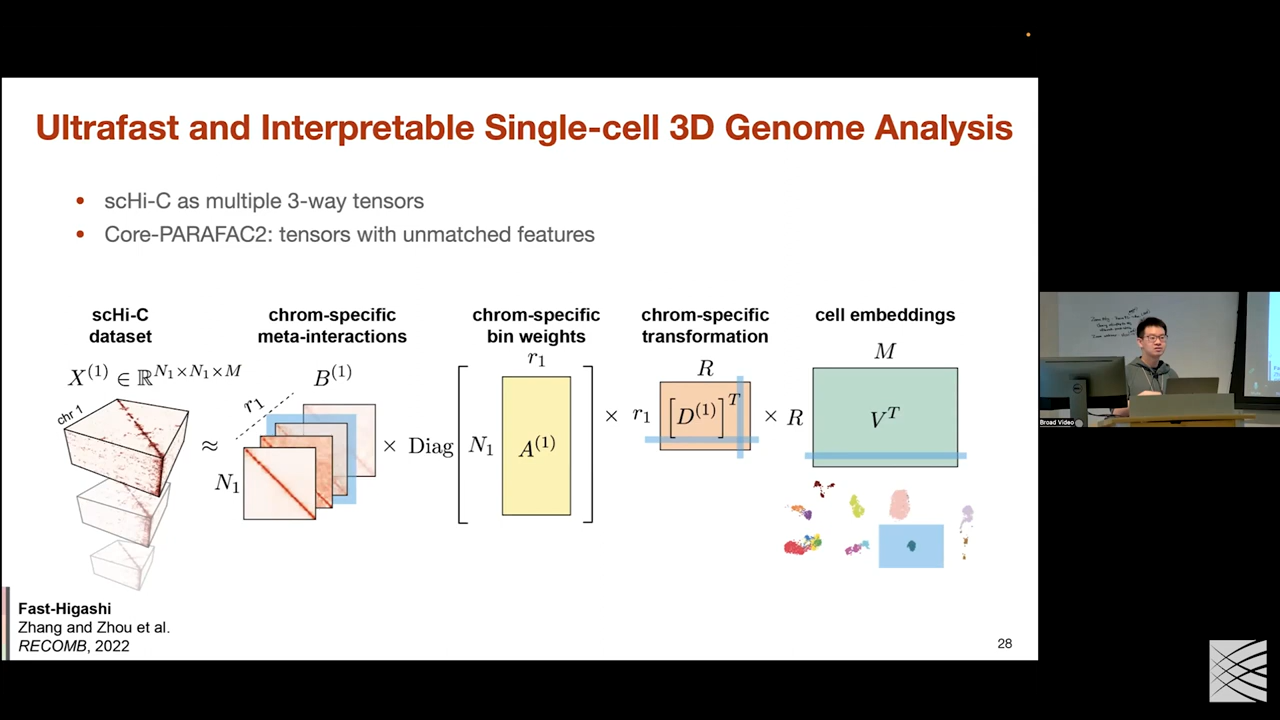 Ultrafast and Interpretable Single-cell 3D Genome Analysis
• scHi-C as multiple 3-way tensors
• Core-PARAFAC2: tensors with unmatched features
scHi-C
dataset
chrom-specific
meta-interactions
chrom-specific
bin weights
chrom-specific
transformation
cell embeddings
X⁽¹⁾ ∈ ℝ^{N₁×N₁×M}
chr 1
≈
r₁
B⁽¹⁾
N₁
× Diag
r₁
N₁
A⁽¹⁾
×
R
r₁
[D⁽¹⁾]ᵀ
× R
M
Vᵀ
Fast-Higashi
Zhang and Zhou et al.
RECOMB, 2022
28
Broad Video